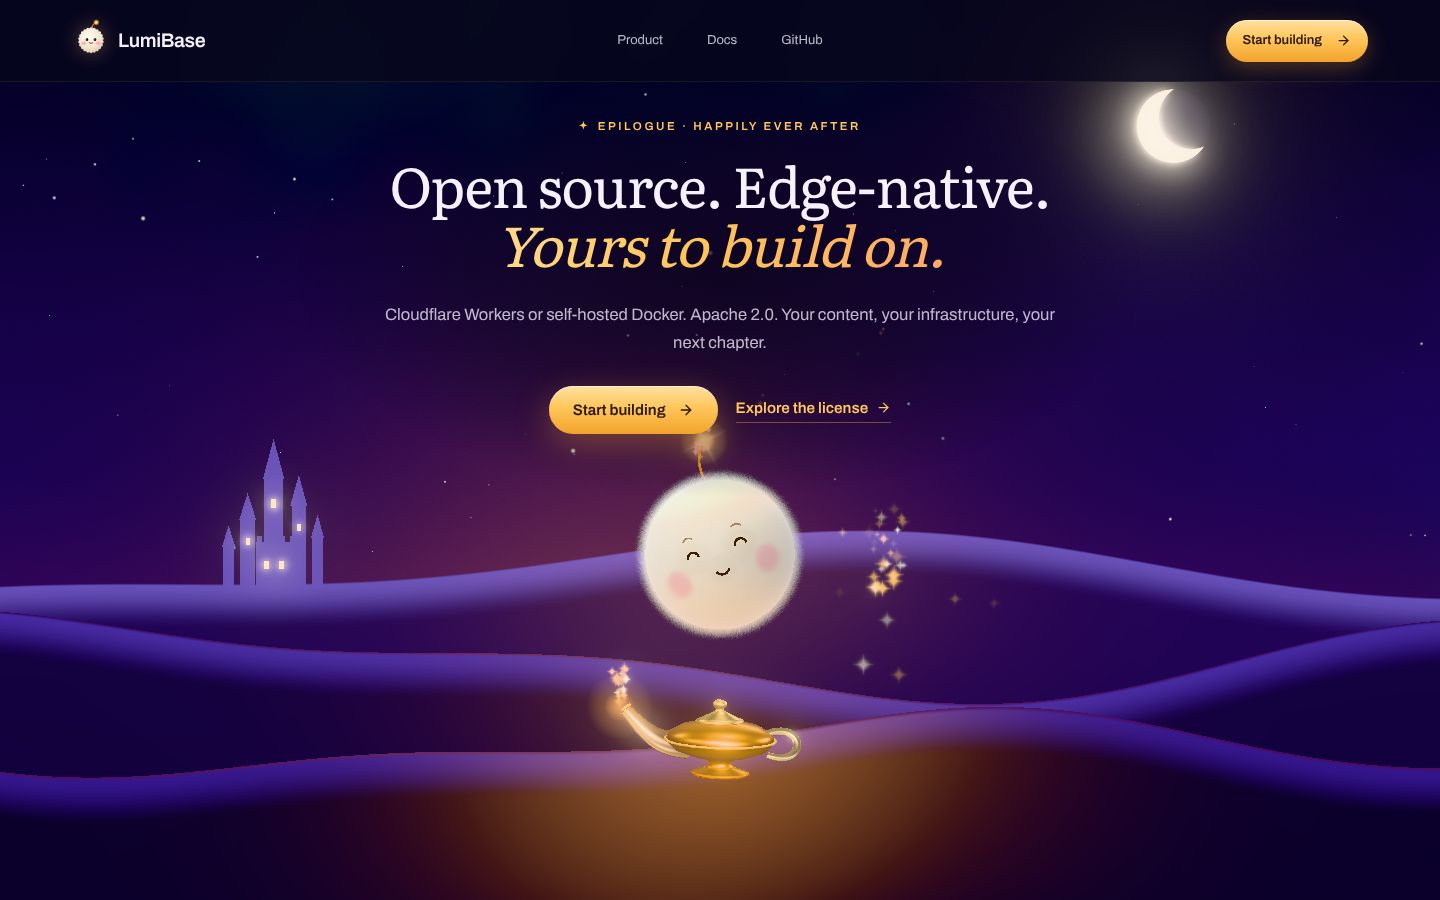 LumiBase
Product
Docs
GitHub
Start building →
✦ EPILOGUE · HAPPILY EVER AFTER
Open source. Edge-native.
Yours to build on.
Cloudflare Workers or self-hosted Docker. Apache 2.0. Your content, your infrastructure, your
next chapter.
Start building →
Explore the license →